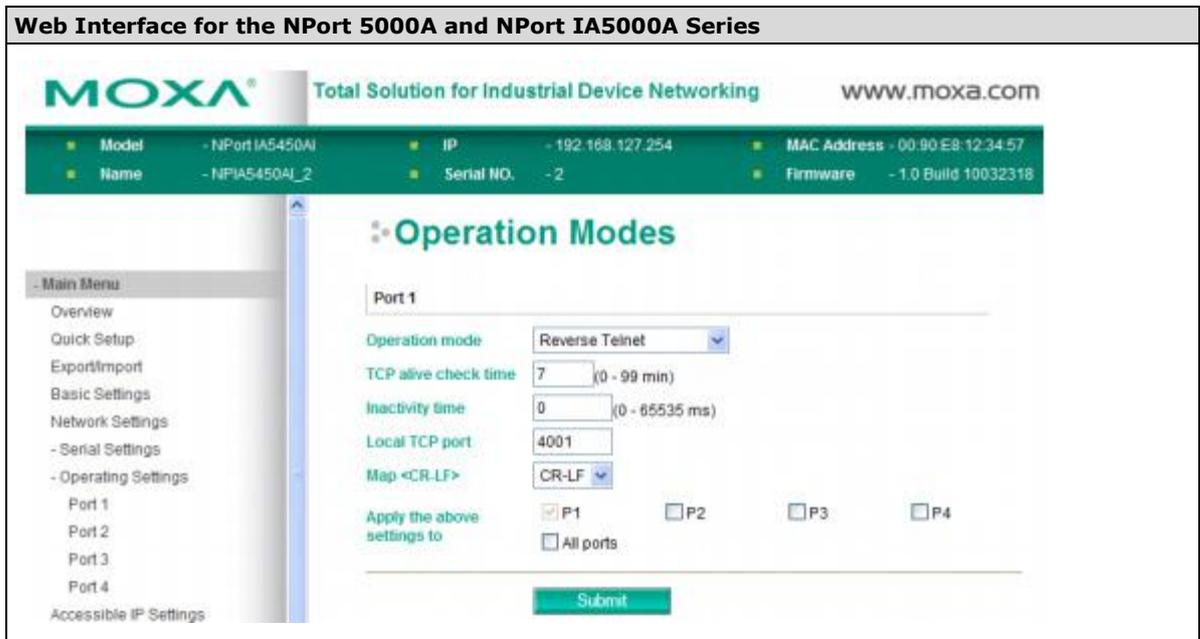 Web Interface for the NPort 5000A and NPort IA5000A Series
MOXA® Total Solution for Industrial Device Networking www.moxa.com
Model - NPort IA5450AI IP - 192.168.127.254 MAC Address - 00:90:E8:12:34:57
Name - NPIA5450AI_2 Serial NO. - 2 Firmware - 1.0 Build 10032318
- Main Menu
Overview
Quick Setup
Export/Import
Basic Settings
Network Settings
- Serial Settings
- Operating Settings
Port 1
Port 2
Port 3
Port 4
Accessible IP Settings
Operation Modes
Port 1
Operation mode Reverse Telnet
TCP alive check time 7 (0 - 99 min)
Inactivity time 0 (0 - 65535 ms)
Local TCP port 4001
Map <CR-LF> CR-LF
Apply the above settings to P1 P2 P3 P4
All ports
Submit